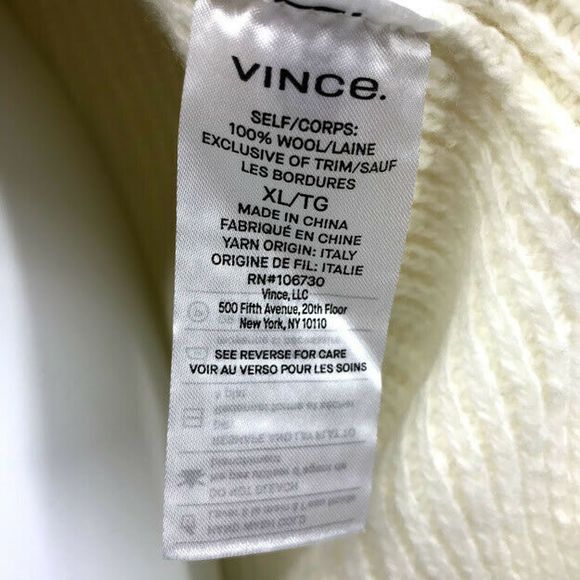 VINCE.
SELF/CORPS:
100% WOOL/LAINE
EXCLUSIVE OF TRIM/SAUF
LES BORDURES
XL/TG
MADE IN CHINA
FABRIQUÉ EN CHINE
YARN ORIGIN: ITALY
ORIGINE DE FIL: ITALIE
RN#106730
Vince, LLC
500 Fifth Avenue, 20th Floor
New York, NY 10110
SEE REVERSE FOR CARE
VOIR AU VERSO POUR LES SOINS